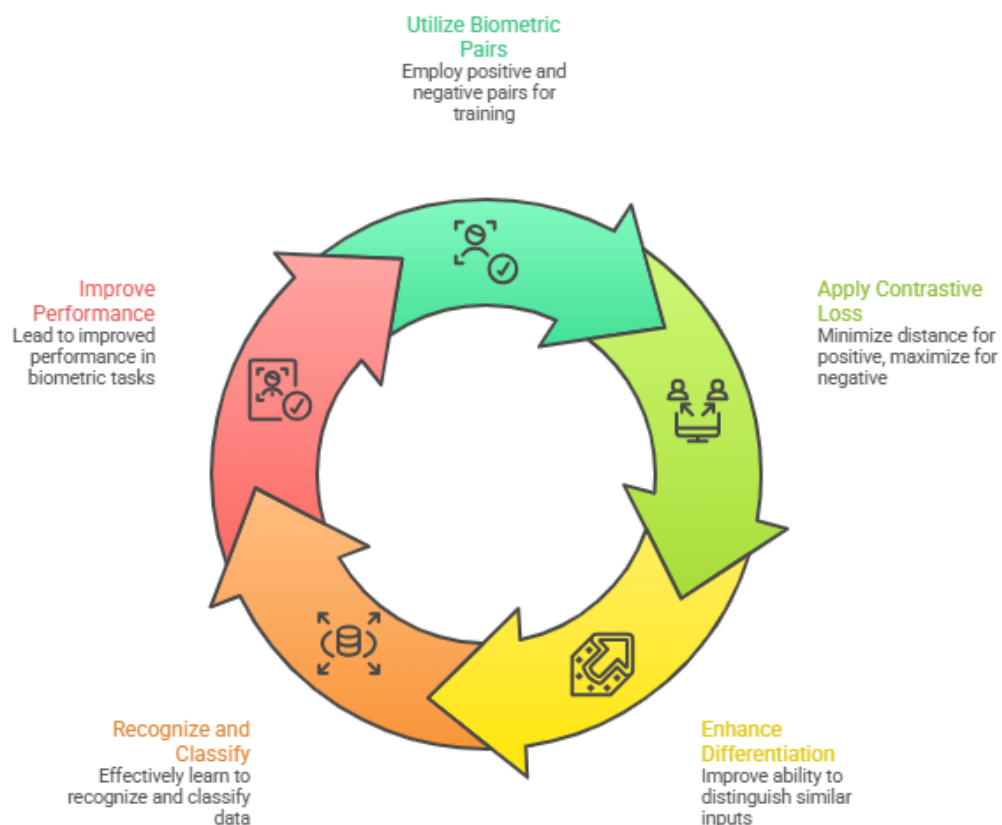 Utilize Biometric
Pairs
Employ positive and
negative pairs for
training
Apply Contrastive
Loss
Minimize distance for
positive, maximize for
negative
Enhance
Differentiation
Improve ability to
distinguish similar
inputs
Recognize and
Classify
Effectively learn to
recognize and classify
data
Improve
Performance
Lead to improved
performance in
biometric tasks